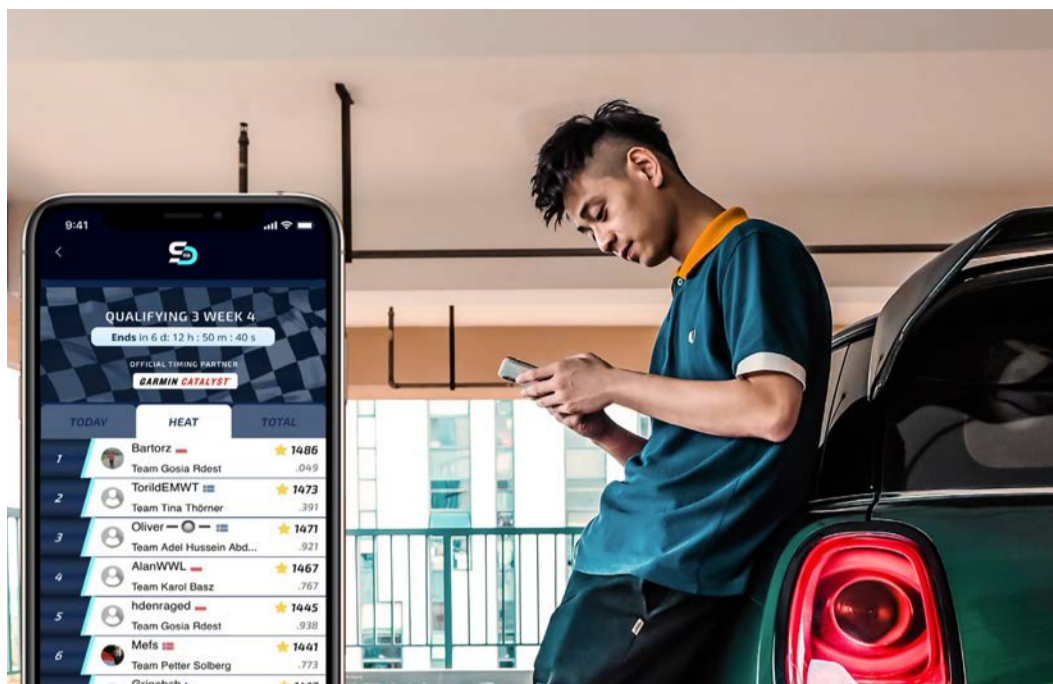 9:41
QUALIFYING 3 WEEK 4
Ends in 6 d: 12 h : 50 m : 40 s
OFFICIAL TIMING PARTNER
GARMIN CATALYST™
TODAY HEAT TOTAL
1 Bartorz 1486
Team Gosia Rdest .049
2 TorildEMWT 1473
Team Tina Thörner .391
3 Oliver 1471
Team Adel Hussein Abd... .921
4 AlanWWL 1467
Team Karol Basz .767
5 hdenraged 1445
Team Gosia Rdest .938
6 Mefs 1441
Team Petter Solberg .773